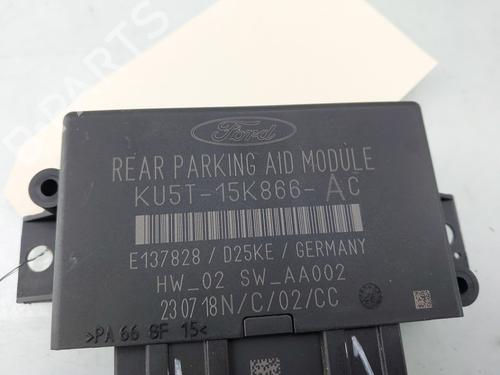 Ford
REAR PARKING AID MODULE
KU5T-15K866-AC
E137828 / D25KE / GERMANY
HW_02 SW_AA002
230718N/C/02/CC
>PA 66 GF 15<
B-PARTS